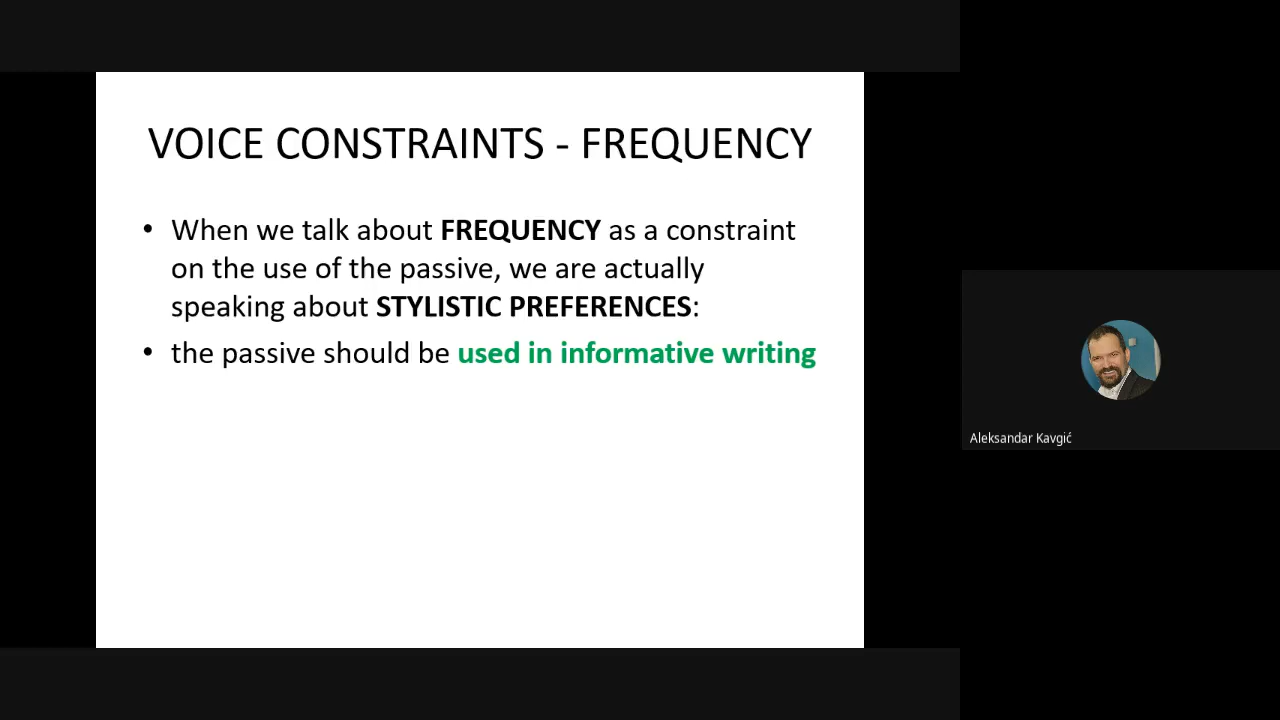 VOICE CONSTRAINTS - FREQUENCY
• When we talk about FREQUENCY as a constraint
on the use of the passive, we are actually
speaking about STYLISTIC PREFERENCES:
• the passive should be used in informative writing
Aleksandar Kavgić